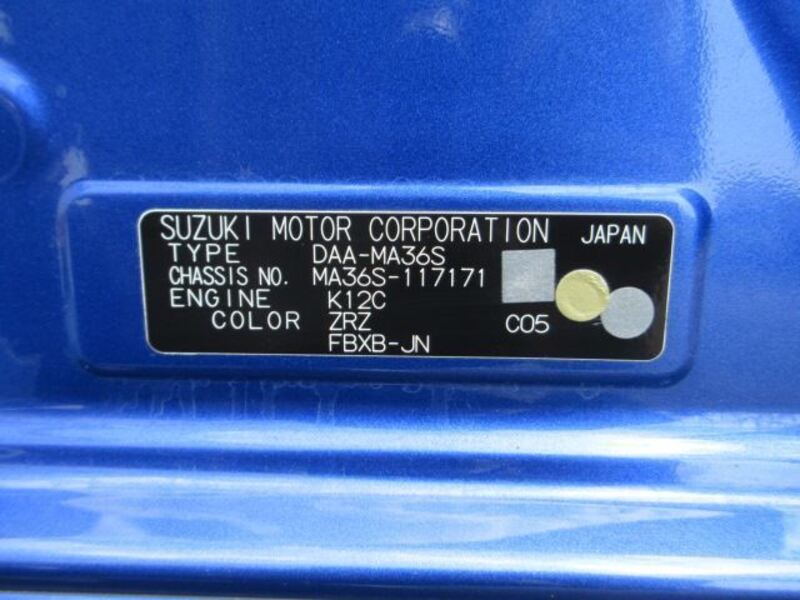 SUZUKI MOTOR CORPORATION JAPAN
TYPE DAA-MA36S
CHASSIS NO. MA36S-117171
ENGINE K12C
COLOR ZRZ C05
FBXB-JN